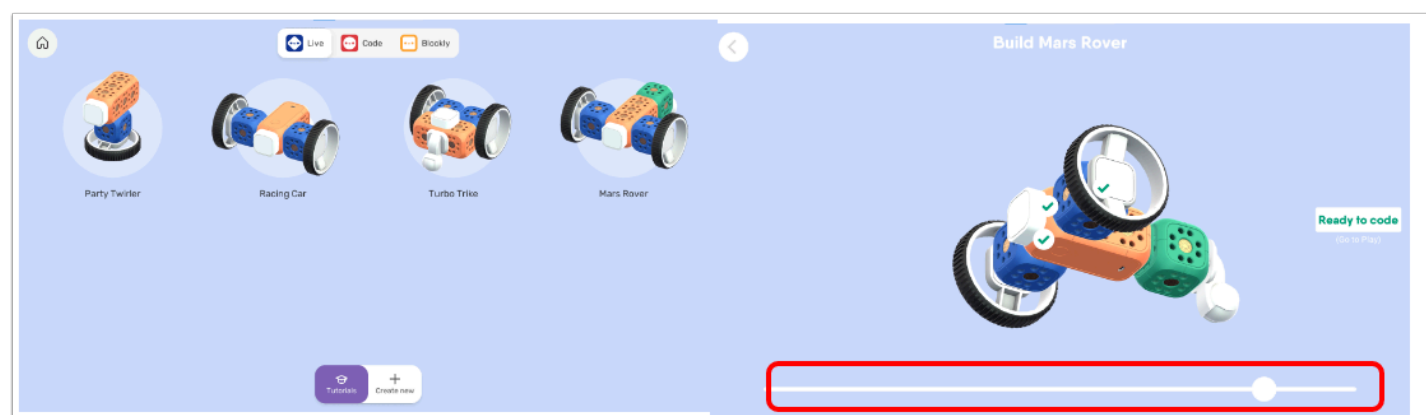 Live Code Blockly
Party Twirler Racing Car Turbo Trike Mars Rover
Tutorials Create new
Build Mars Rover
Ready to code
(Go to Play)